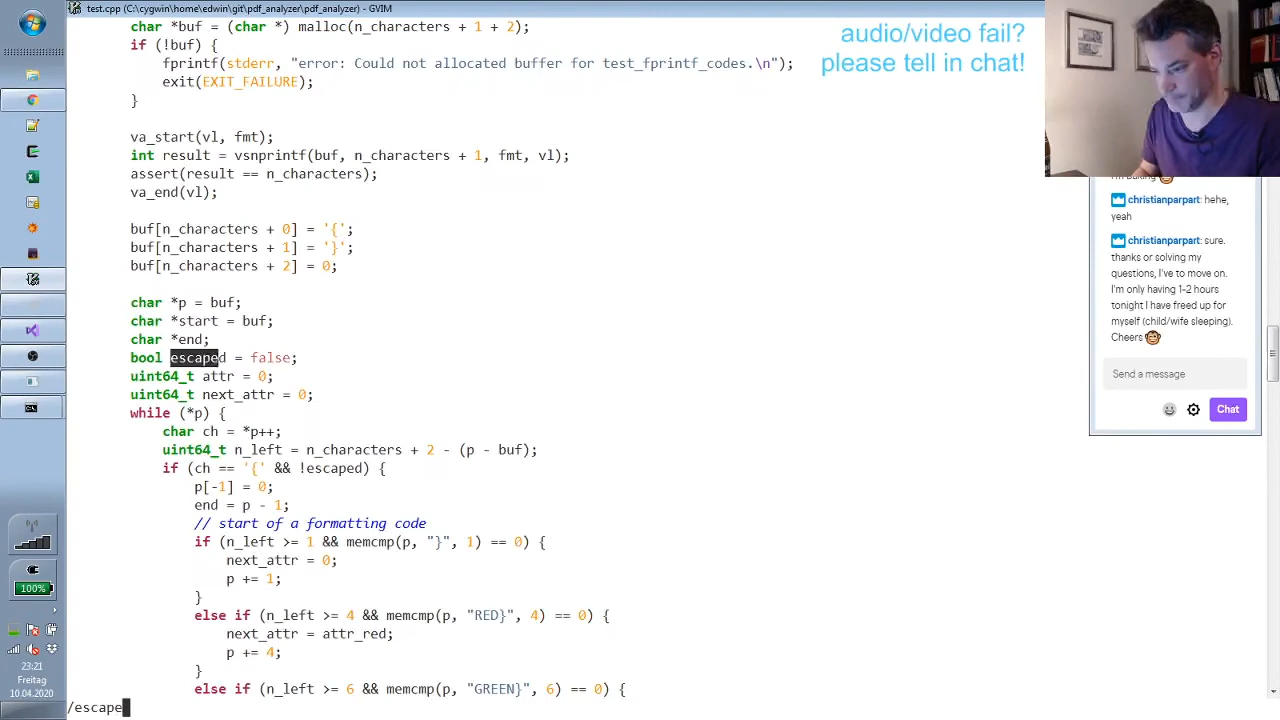 test.cpp (C:\cygwin\home\edwin\git\pdf_analyzer\pdf_analyzer) - GVIM
char *buf = (char *) malloc(n_characters + 1 + 2);
if (!buf) {
fprintf(stderr, "error: Could not allocated buffer for test_fprintf_codes.\n");
exit(EXIT_FAILURE);
}
va_start(vl, fmt);
int result = vsnprintf(buf, n_characters + 1, fmt, vl);
assert(result == n_characters);
va_end(vl);
buf[n_characters + 0] = '{';
buf[n_characters + 1] = '}';
buf[n_characters + 2] = 0;
char *p = buf;
char *start = buf;
char *end;
bool escaped = false;
uint64_t attr = 0;
uint64_t next_attr = 0;
while (*p) {
char ch = *p++;
uint64_t n_left = n_characters + 2 - (p - buf);
if (ch == '{' && !escaped) {
p[-1] = 0;
end = p - 1;
// start of a formatting code
if (n_left >= 1 && memcmp(p, "}", 1) == 0) {
next_attr = 0;
p += 1;
}
else if (n_left >= 4 && memcmp(p, "RED}", 4) == 0) {
next_attr = attr_red;
p += 4;
}
else if (n_left >= 6 && memcmp(p, "GREEN}", 6) == 0) {
/escape
audio/video fail?
please tell in chat!
christianparpart: hehe,
yeah
christianparpart: sure.
thanks or solving my
questions, I've to move on.
I'm only having 1-2 hours
tonight I have freed up for
myself (child/wife sleeping).
Cheers
Send a message
Chat
100%
23:21
Freitag
10.04.2020